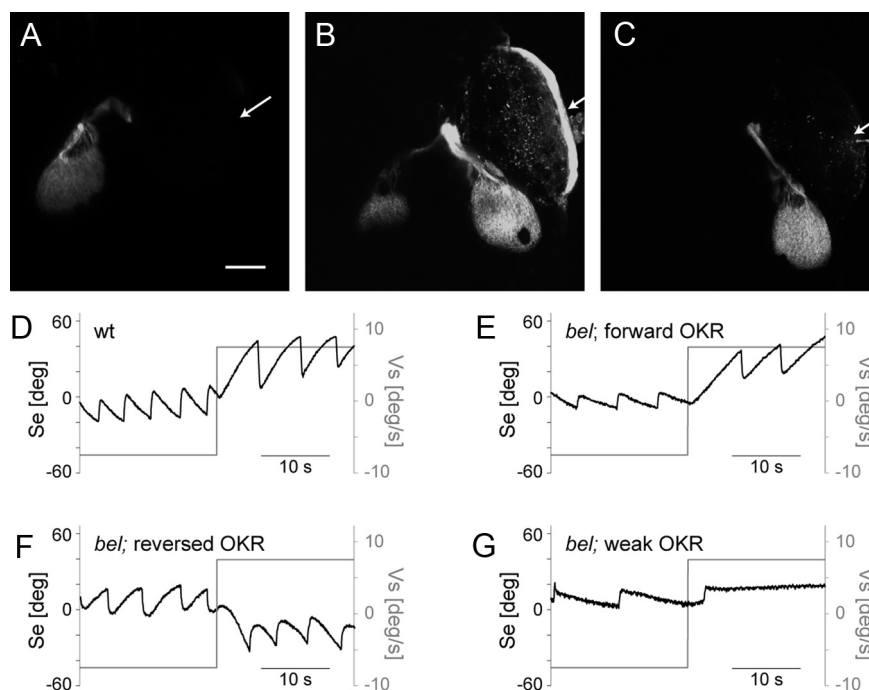 A
B
C
D
wt
60
0
-60
Se [deg]
10
0
-10
Vs [deg/s]
10 s
E
bel; forward OKR
60
0
-60
Se [deg]
10
0
-10
Vs [deg/s]
10 s
F
bel; reversed OKR
60
0
-60
Se [deg]
10
0
-10
Vs [deg/s]
10 s
G
bel; weak OKR
60
0
-60
Se [deg]
10
0
-10
Vs [deg/s]
10 s